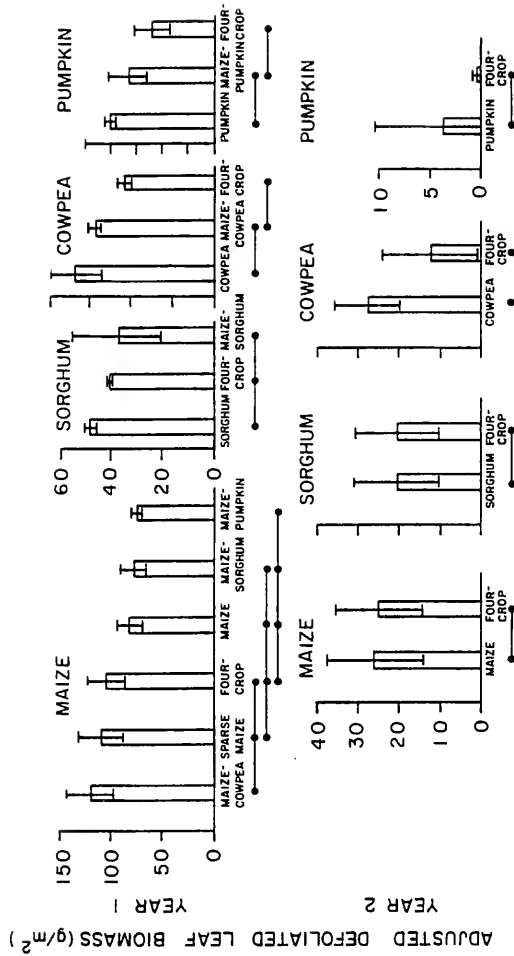 ADJUSTED DEFOLIATED LEAF BIOMASS (g/m²)
YEAR 1
MAIZE
SORGHUM
COWPEA
PUMPKIN
150
100
50
0
60
40
20
0
MAIZE- SPARSE FOUR- MAIZE MAIZE- MAIZE-
COWPEA MAIZE CROP SORGHUM PUMPKIN
SORGHUM FOUR- MAIZE-
CROP SORGHUM
COWPEA MAIZE- FOUR-
COWPEA CROP
PUMPKIN MAIZE- FOUR-
PUMPKIN CROP
YEAR 2
MAIZE
SORGHUM
COWPEA
PUMPKIN
40
30
20
10
0
10
5
0
MAIZE FOUR-
CROP
SORGHUM FOUR-
CROP
COWPEA FOUR-
CROP
PUMPKIN FOUR-
CROP